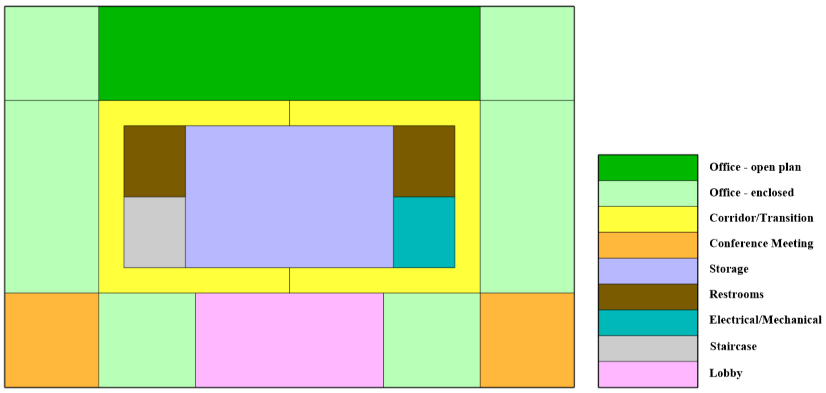 Office - open plan
Office - enclosed
Corridor/Transition
Conference Meeting
Storage
Restrooms
Electrical/Mechanical
Staircase
Lobby